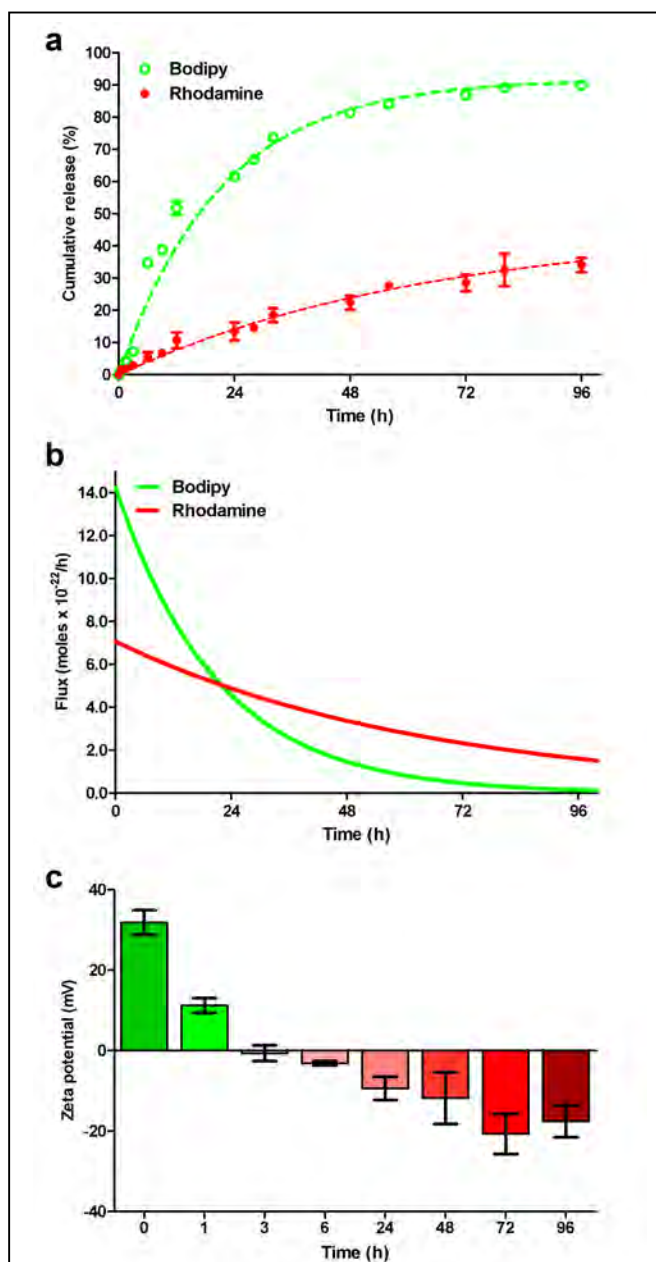 a
Bodipy
Rhodamine
100
90
80
70
60
50
40
30
20
10
0
Cumulative release (%)
0 24 48 72 96
Time (h)
b
Bodipy
Rhodamine
14.0
12.0
10.0
8.0
6.0
4.0
2.0
0.0
Flux (moles x 10⁻²²/h)
0 24 48 72 96
Time (h)
c
40
20
0
-20
-40
Zeta potential (mV)
0 1 3 6 24 48 72 96
Time (h)